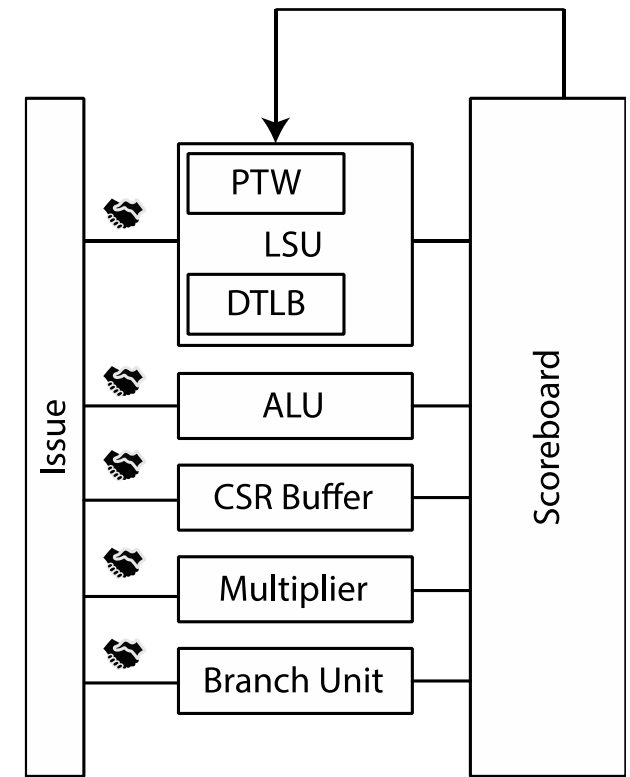 Issue
PTW
LSU
DTLB
ALU
CSR Buffer
Multiplier
Branch Unit
Scoreboard